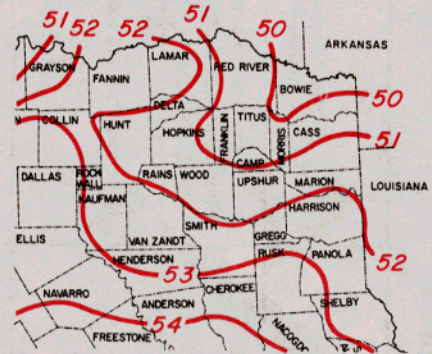 51
52
52
51
50
ARKANSAS
GRAYSON
FANNIN
LAMAR
RED RIVER
BOWIE
50
COLLIN
HUNT
DELTA
HOPKINS
FRANKLIN
TITUS
MORRIS
CASS
51
CAMP
DALLAS
ROCK
WALL
RAINS
WOOD
UPSHUR
MARION
LOUISIANA
KAUFMAN
HARRISON
SMITH
GREGG
ELLIS
VAN ZANDT
RUSK
PANOLA
52
HENDERSON
53
CHEROKEE
NAVARRO
ANDERSON
SHELBY
54
FREESTONE
NACOGDO